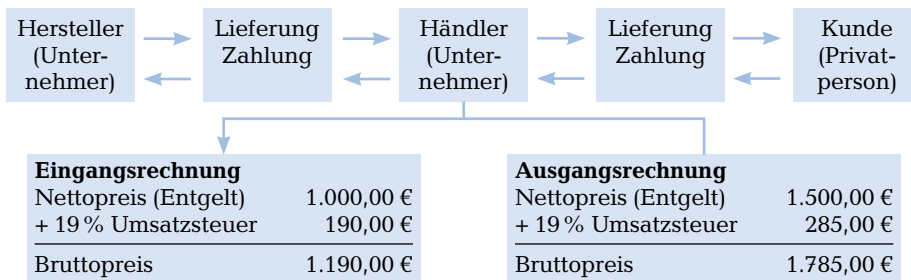 Hersteller
(Unter-
nehmer)
Lieferung
Zahlung
Händler
(Unter-
nehmer)
Lieferung
Zahlung
Kunde
(Privat-
person)
Eingangsrechnung
Nettopreis (Entgelt) 1.000,00 €
+ 19 % Umsatzsteuer 190,00 €
Bruttopreis 1.190,00 €
Ausgangsrechnung
Nettopreis (Entgelt) 1.500,00 €
+ 19 % Umsatzsteuer 285,00 €
Bruttopreis 1.785,00 €